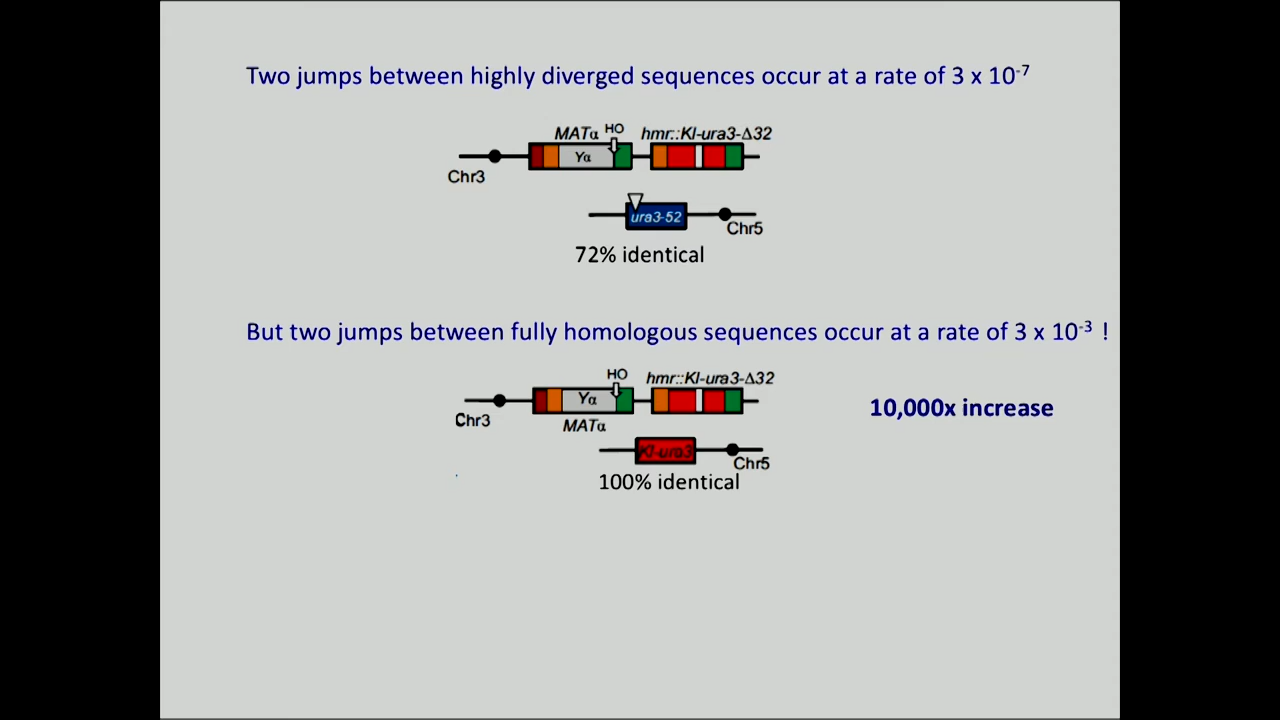 Two jumps between highly diverged sequences occur at a rate of 3 x 10-7
MATα HO hmr::Kl-ura3-Δ32
Yα
Chr3
ura3-52
Chr5
72% identical
But two jumps between fully homologous sequences occur at a rate of 3 x 10-3 !
HO hmr::Kl-ura3-Δ32
Yα
10,000x increase
Chr3
MATα
Kl-ura3
Chr5
100% identical